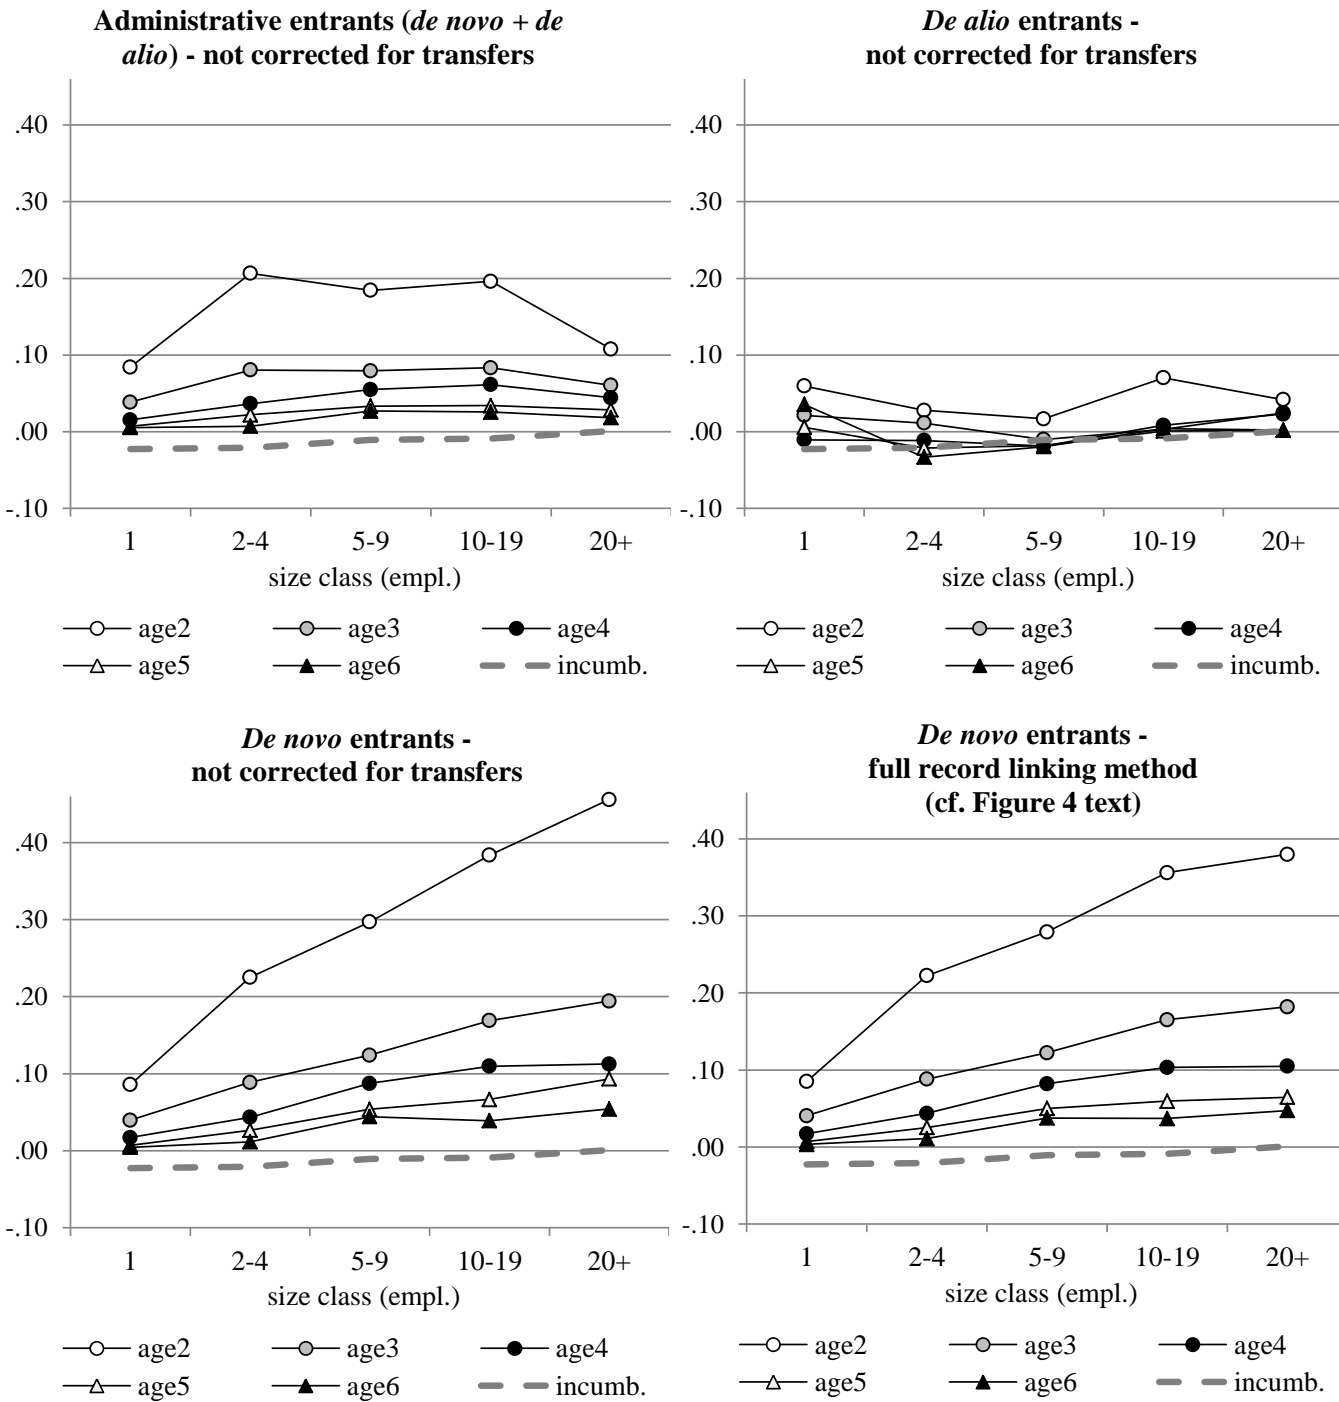 Administrative entrants (de novo + de
alio) - not corrected for transfers
.40
.30
.20
.10
.00
-.10
1 2-4 5-9 10-19 20+
size class (empl.)
age2 age3 age4
age5 age6 incumb.
De alio entrants -
not corrected for transfers
.40
.30
.20
.10
.00
-.10
1 2-4 5-9 10-19 20+
size class (empl.)
age2 age3 age4
age5 age6 incumb.
De novo entrants -
not corrected for transfers
.40
.30
.20
.10
.00
-.10
1 2-4 5-9 10-19 20+
size class (empl.)
age2 age3 age4
age5 age6 incumb.
De novo entrants -
full record linking method
(cf. Figure 4 text)
.40
.30
.20
.10
.00
-.10
1 2-4 5-9 10-19 20+
size class (empl.)
age2 age3 age4
age5 age6 incumb.